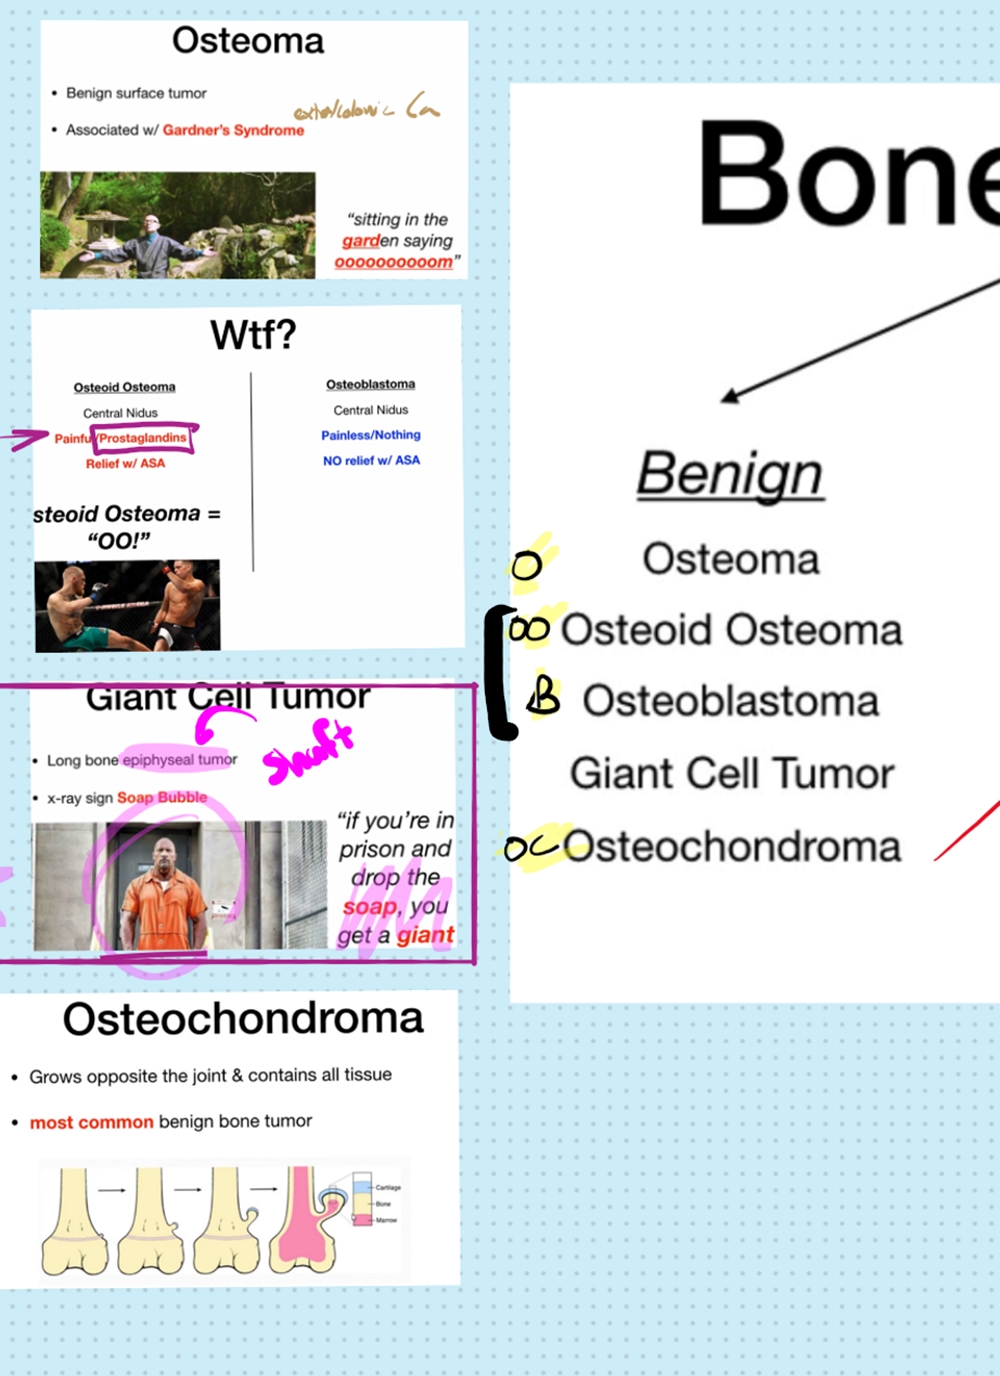 Osteoma
• Benign surface tumor
• Associated w/ Gardner's Syndrome
"sitting in the
garden saying
oooooooooom"
Wtf?
Osteoid Osteoma
Central Nidus
Painful/Prostaglandins
Relief w/ ASA
steoid Osteoma =
"OO!"
Osteoblastoma
Central Nidus
Painless/Nothing
NO relief w/ ASA
Giant Cell Tumor
Shaft
• Long bone epiphyseal tumor
• x-ray sign Soap Bubble
"if you're in
prison and
drop the
soap, you
get a giant
Osteochondroma
• Grows opposite the joint & contains all tissue
• most common benign bone tumor
Cartilage
Bone
Marrow
Bone
Benign
O Osteoma
OO Osteoid Osteoma
B Osteoblastoma
Giant Cell Tumor
OC Osteochondroma